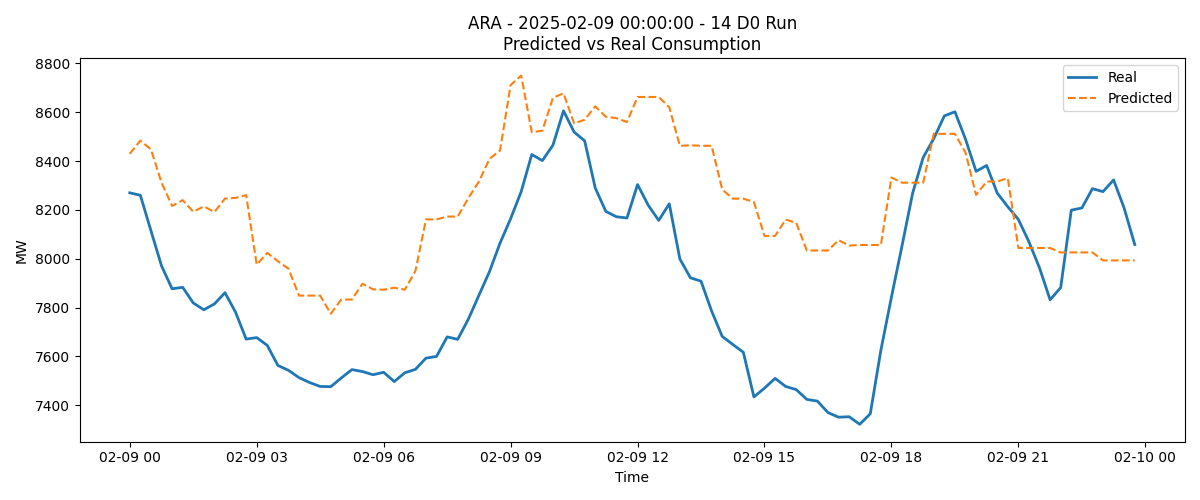 ARA - 2025-02-09 00:00:00 - 14 D0 Run
Predicted vs Real Consumption
Real
Predicted
MW
8800
8600
8400
8200
8000
7800
7600
7400
02-09 00
02-09 03
02-09 06
02-09 09
02-09 12
02-09 15
02-09 18
02-09 21
02-10 00
Time